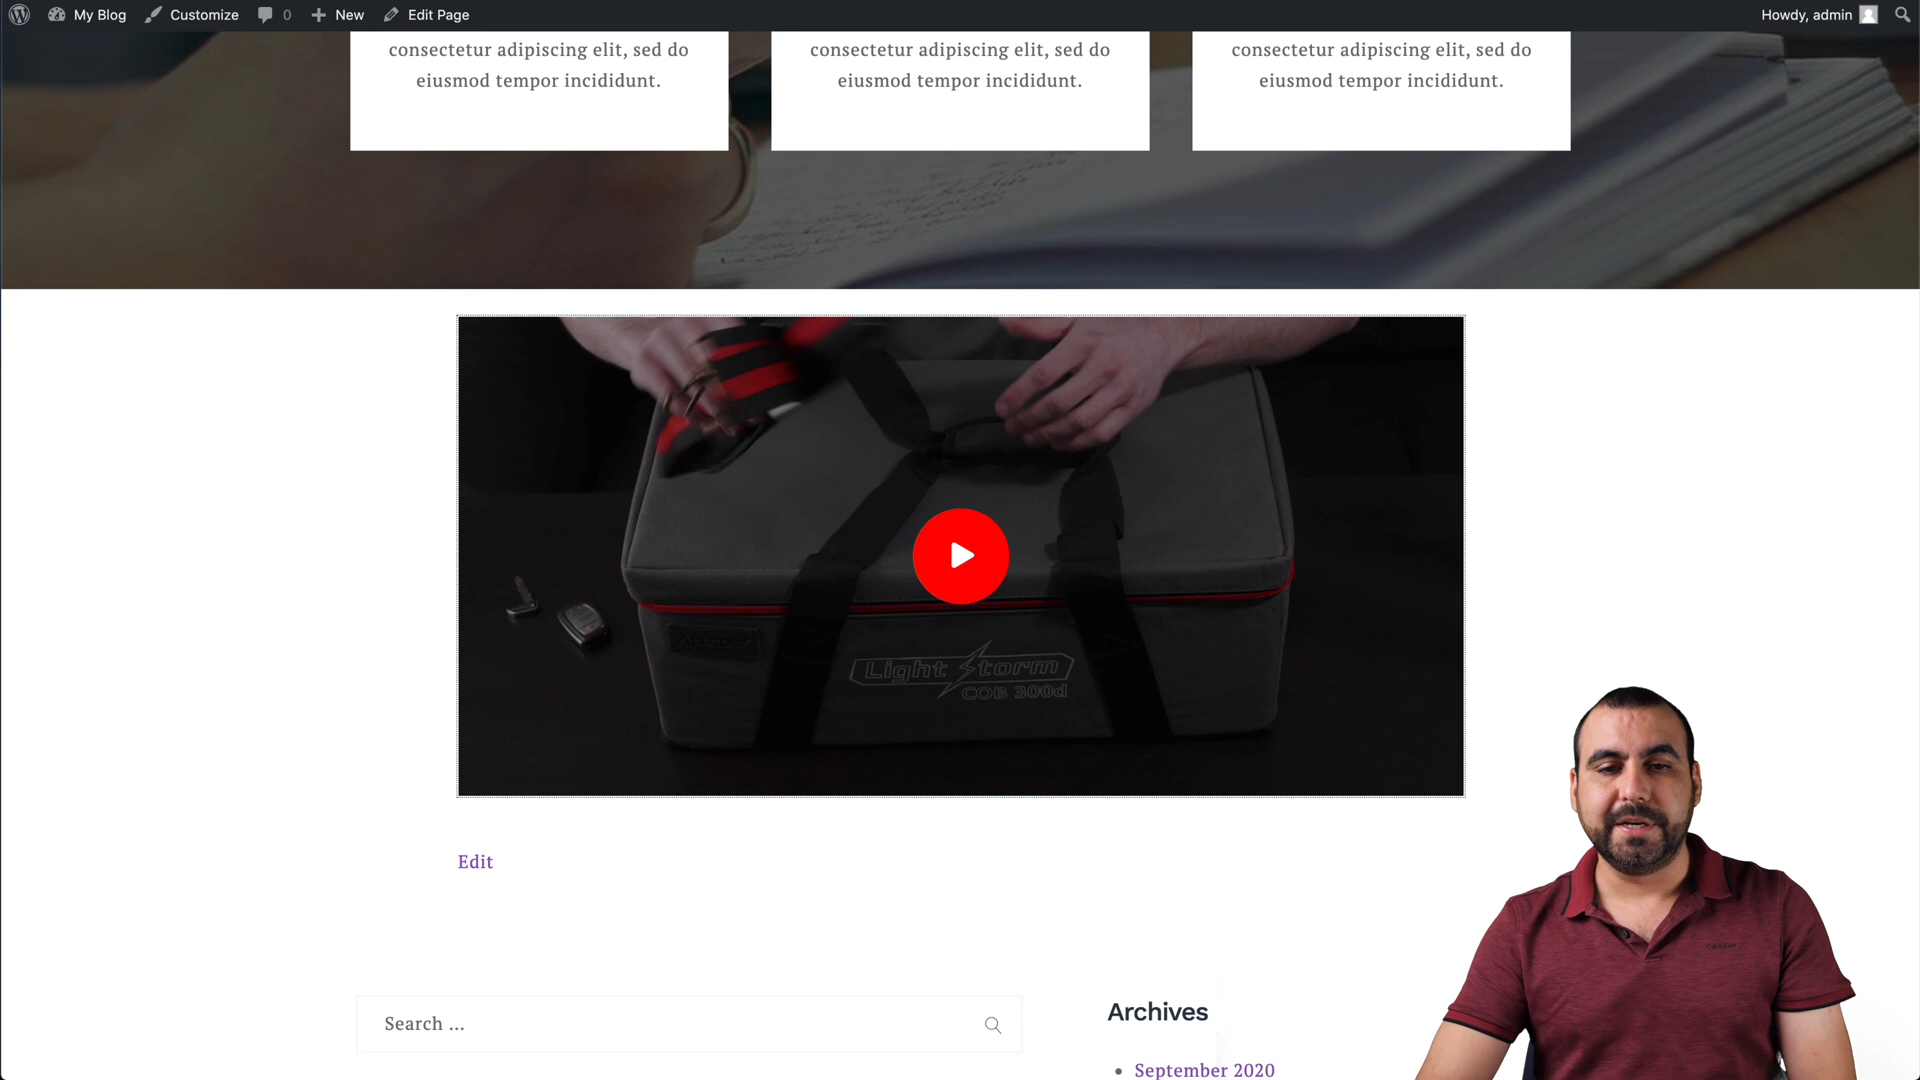 My Blog Customize 0 New Edit Page Howdy, admin
consectetur adipiscing elit, sed do
eiusmod tempor incididunt.
consectetur adipiscing elit, sed do
eiusmod tempor incididunt.
consectetur adipiscing elit, sed do
eiusmod tempor incididunt.
Light Storm
COB 300d
Edit
Search ...
Archives
September 2020